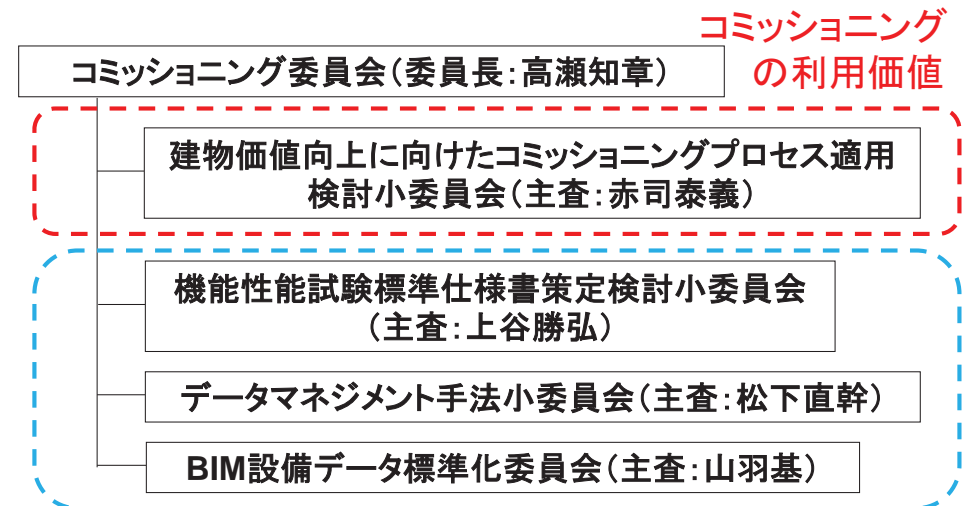 コミッショニング
の利用価値
コミッショニング委員会（委員長：高瀬知章）
建物価値向上に向けたコミッショニングプロセス適用
検討小委員会（主査：赤司泰義）
機能性能試験標準仕様書策定検討小委員会
（主査：上谷勝弘）
データマネジメント手法小委員会（主査：松下直幹）
BIM設備データ標準化委員会（主査：山羽基）